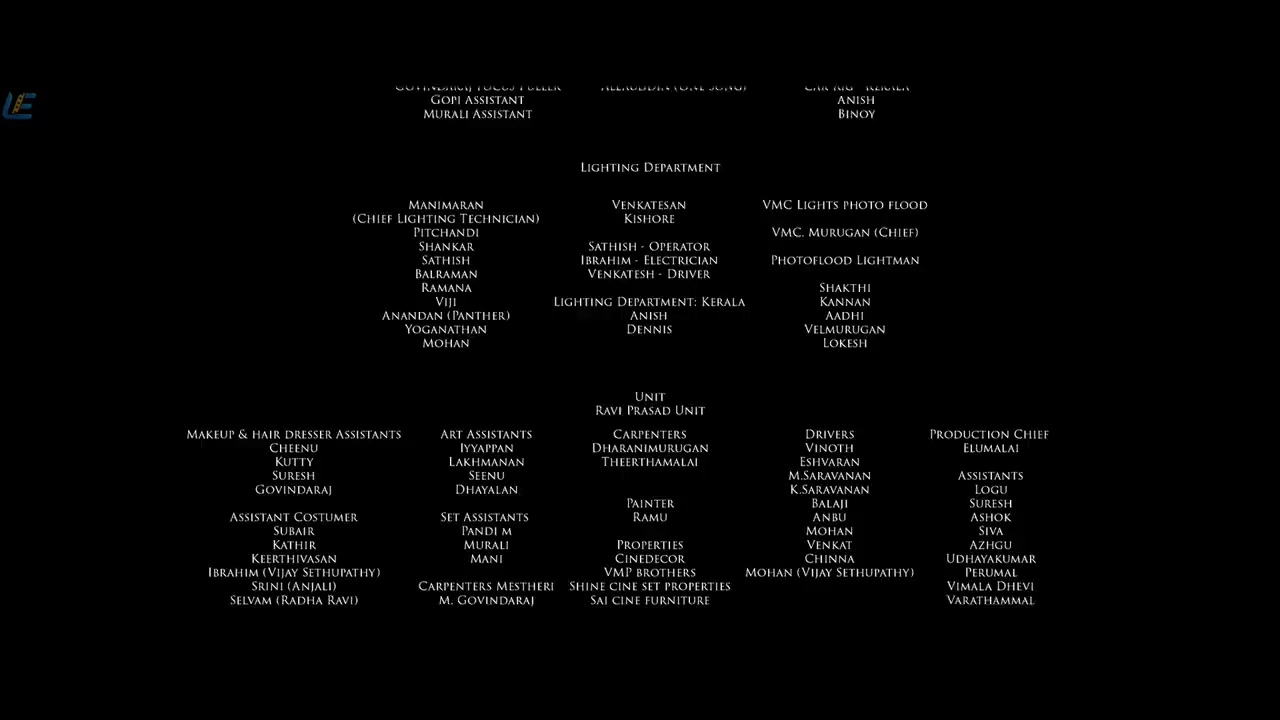 Gopi Assistant
Murali Assistant
Anish
Binoy
Lighting Department
Manimaran
(Chief Lighting Technician)
Pitchandi
Shankar
Sathish
Balraman
Ramana
Viji
Anandan (Panther)
Yoganathan
Mohan
Venkatesan
Kishore
Sathish - Operator
Ibrahim - Electrician
Venkatesh - Driver
Lighting Department: Kerala
Anish
Dennis
VMC Lights photo flood
VMC. Murugan (Chief)
Photoflood Lightman
Shakthi
Kannan
Aadhi
Velmurugan
Lokesh
Unit
Ravi Prasad Unit
Makeup & hair dresser Assistants
Cheenu
Kutty
Suresh
Govindaraj
Assistant Costumer
Subair
Kathir
Keerthivasan
Ibrahim (Vijay Sethupathy)
Srini (Anjali)
Selvam (Radha Ravi)
Art Assistants
Iyyappan
Lakhmanan
Seenu
Dhayalan
Set Assistants
Pandi m
Murali
Mani
Carpenters Mestheri
M. Govindaraj
Carpenters
Dharanimurugan
Theerthamalai
Painter
Ramu
Properties
Cinedecor
VMP brothers
Shine cine set properties
Sai cine furniture
Drivers
Vinoth
Eshvaran
M.Saravanan
K.Saravanan
Balaji
Anbu
Mohan
Venkat
Chinna
Mohan (Vijay Sethupathy)
Production Chief
Elumalai
Assistants
Logu
Suresh
Ashok
Siva
Azhgu
Udhayakumar
Perumal
Vimala Dhevi
Varathammal